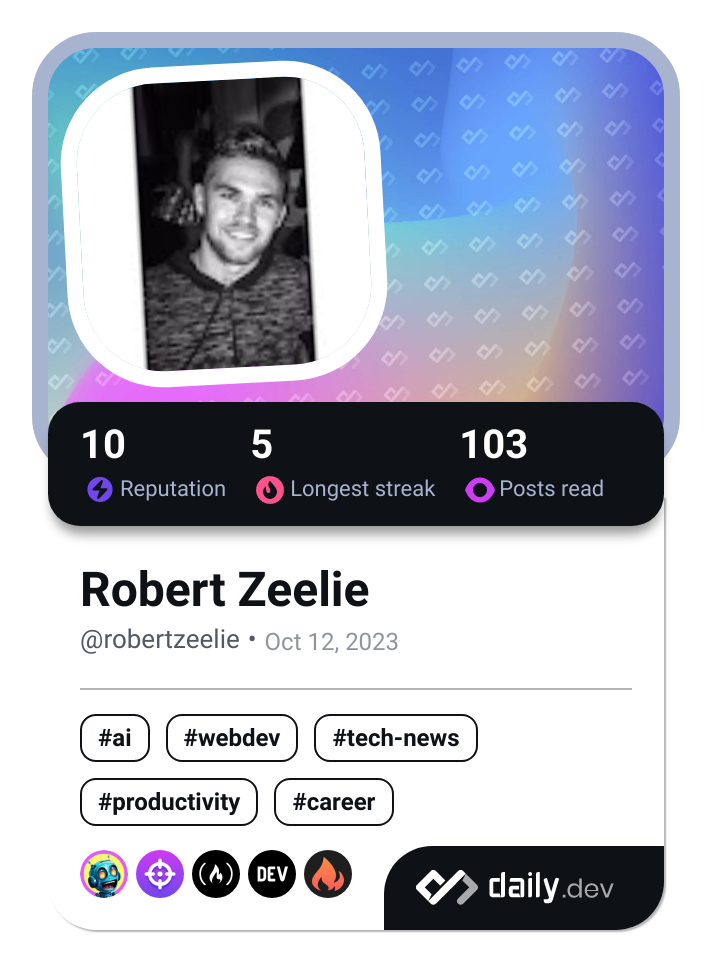 10 5 103
Reputation Longest streak Posts read
Robert Zeelie
@robertzeelie • Oct 12, 2023
#ai #webdev #tech-news
#productivity #career
DEV
daily.dev